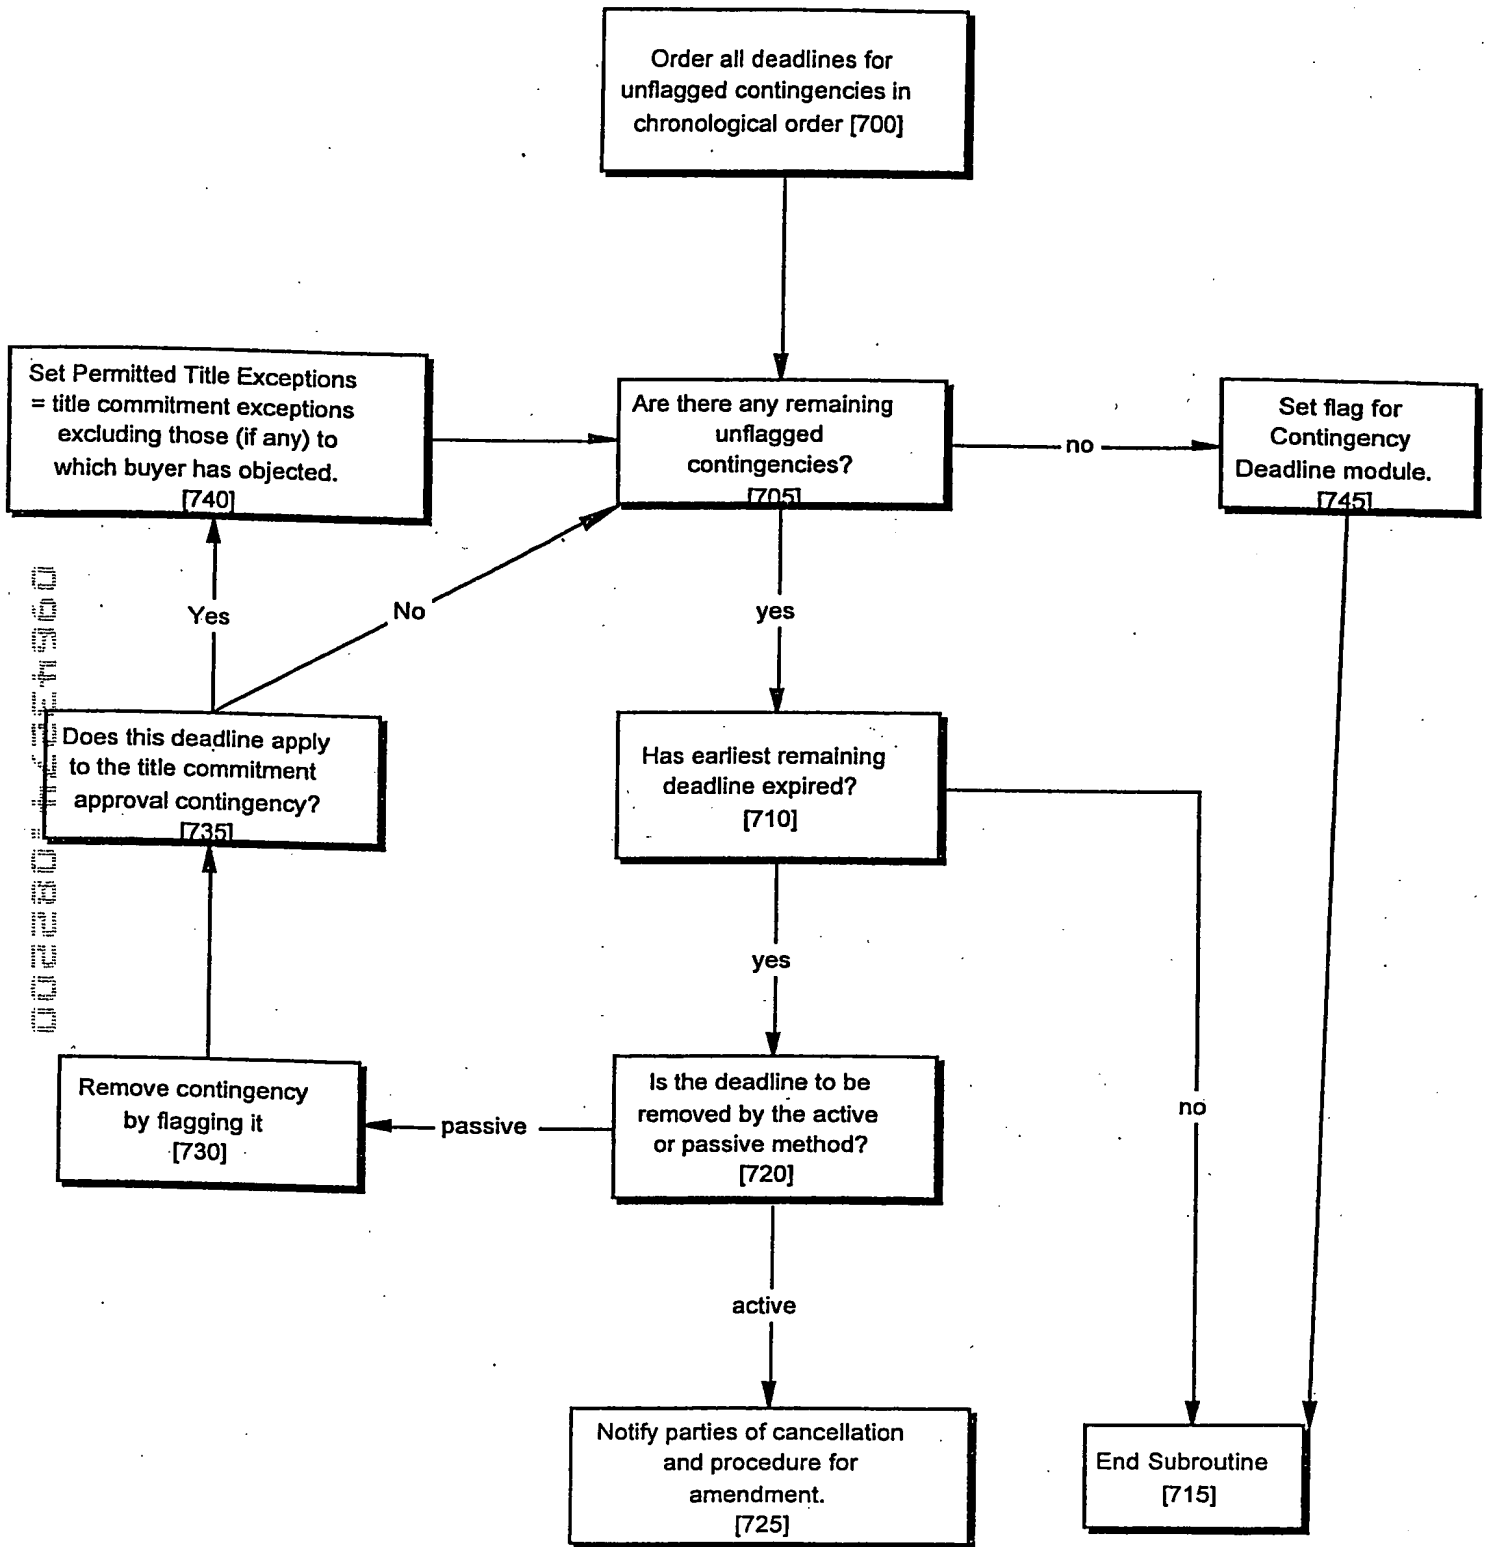 Order all deadlines for
unflagged contingencies in
chronological order [700]
Set Permitted Title Exceptions
= title commitment exceptions
excluding those (if any) to
which buyer has objected.
[740]
Are there any remaining
unflagged
contingencies?
[705]
no
Set flag for
Contingency
Deadline module.
[745]
Yes
No
yes
Does this deadline apply
to the title commitment
approval contingency?
[735]
Has earliest remaining
deadline expired?
[710]
yes
no
Remove contingency
by flagging it
[730]
passive
Is the deadline to be
removed by the active
or passive method?
[720]
active
Notify parties of cancellation
and procedure for
amendment.
[725]
End Subroutine
[715]